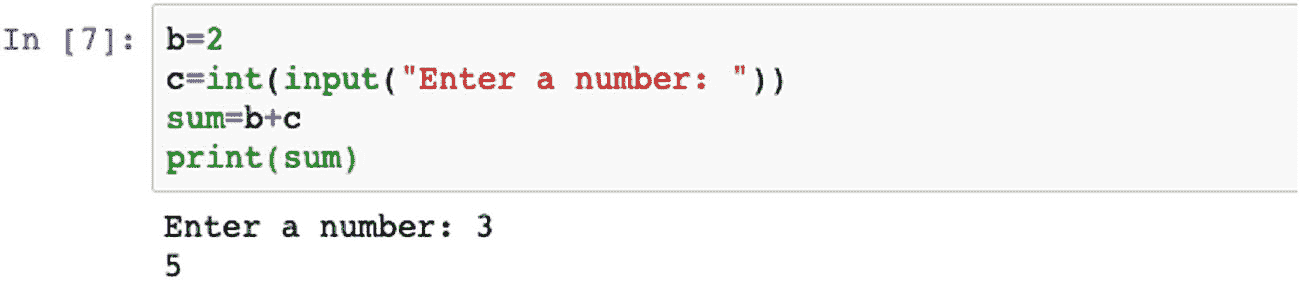 In [7]: b=2
c=int(input("Enter a number: "))
sum=b+c
print(sum)
Enter a number: 3
5